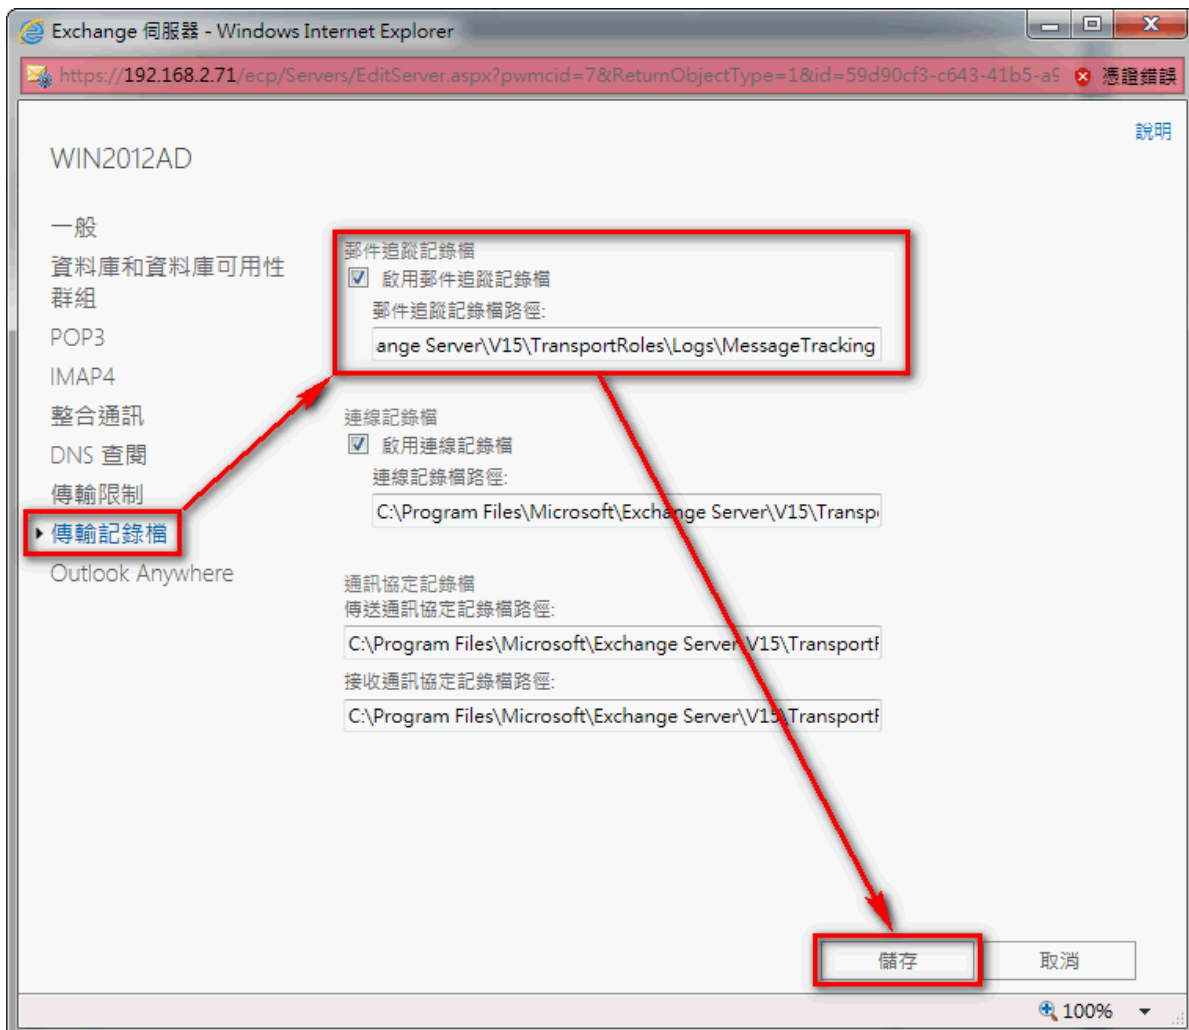 Exchange 伺服器 - Windows Internet Explorer
https://192.168.2.71/ecp/Servers/EditServer.aspx?pwmcid=7&ReturnObjectType=1&id=59d90cf3-c643-41b5-a9
憑證錯誤
說明
WIN2012AD
一般
資料庫和資料庫可用性
群組
POP3
IMAP4
整合通訊
DNS 查閱
傳輸限制
傳輸記錄檔
Outlook Anywhere
郵件追蹤記錄檔
啟用郵件追蹤記錄檔
郵件追蹤記錄檔路徑:
ange Server\V15\TransportRoles\Logs\MessageTracking
連線記錄檔
啟用連線記錄檔
連線記錄檔路徑:
C:\Program Files\Microsoft\Exchange Server\V15\Transp
通訊協定記錄檔
傳送通訊協定記錄檔路徑:
C:\Program Files\Microsoft\Exchange Server\V15\Transport
接收通訊協定記錄檔路徑:
C:\Program Files\Microsoft\Exchange Server\V15\Transport
儲存
取消
100%